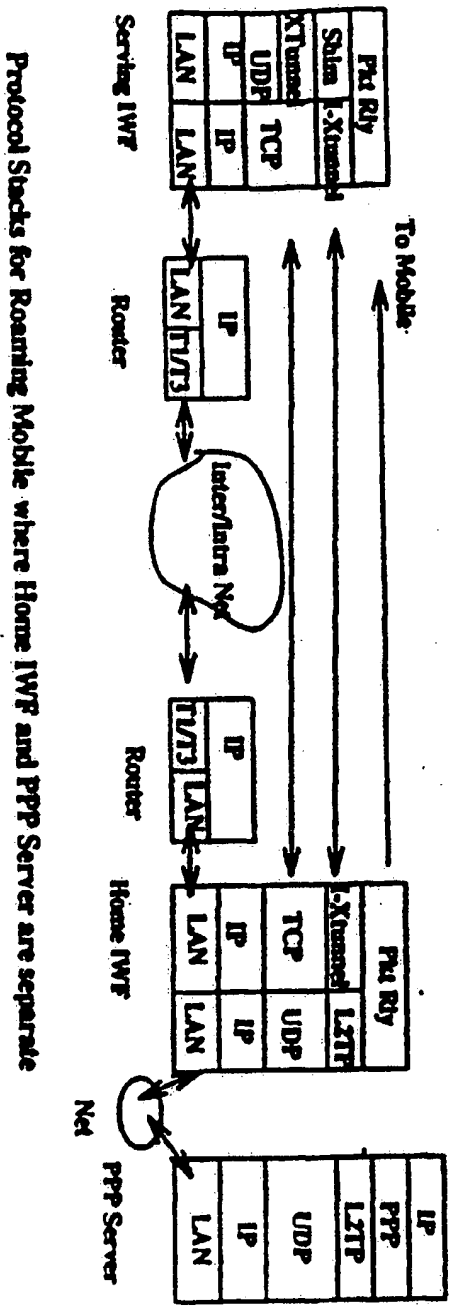 To Mobile
Pkt Rly
Shim I-Xtunnel
XTunnel
UDP TCP
IP IP
LAN LAN
Serving IWF
IP
LAN T1/T3
Router
Inter/Intra Net
IP
T1/T3 LAN
Router
Pkt Rly
I-Xtunnel L2TP
TCP UDP
IP IP
LAN LAN
Home IWF
Net
IP
PPP
L2TP
UDP
IP
LAN
PPP Server
Protocol Stacks for Roaming Mobile where Home IWF and PPP Server are separate